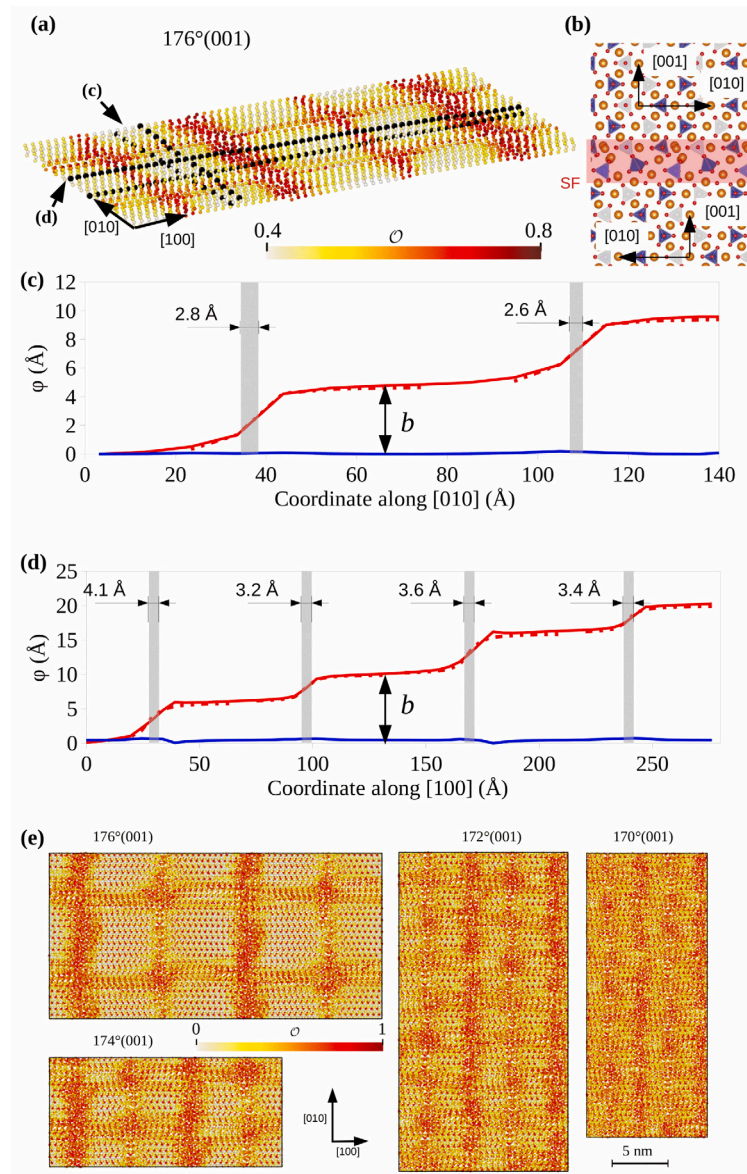 (a)
176°(001)
(c)
(d)
[010]
[100]
0.4
𝒪
0.8
(b)
[001]
[010]
SF
[001]
[010]
(c)
φ (Å)
12
10
8
6
4
2
0
2.8 Å
2.6 Å
b
0 20 40 60 80 100 120 140
Coordinate along [010] (Å)
(d)
φ (Å)
25
20
15
10
5
0
4.1 Å
3.2 Å
3.6 Å
3.4 Å
b
0 50 100 150 200 250
Coordinate along [100] (Å)
(e)
176°(001)
172°(001)
170°(001)
0
𝒪
1
174°(001)
[010]
[100]
5 nm